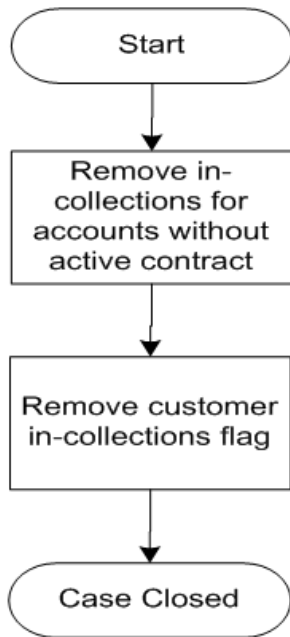 Start
Remove in-
collections for
accounts without
active contract
Remove customer
in-collections flag
Case Closed